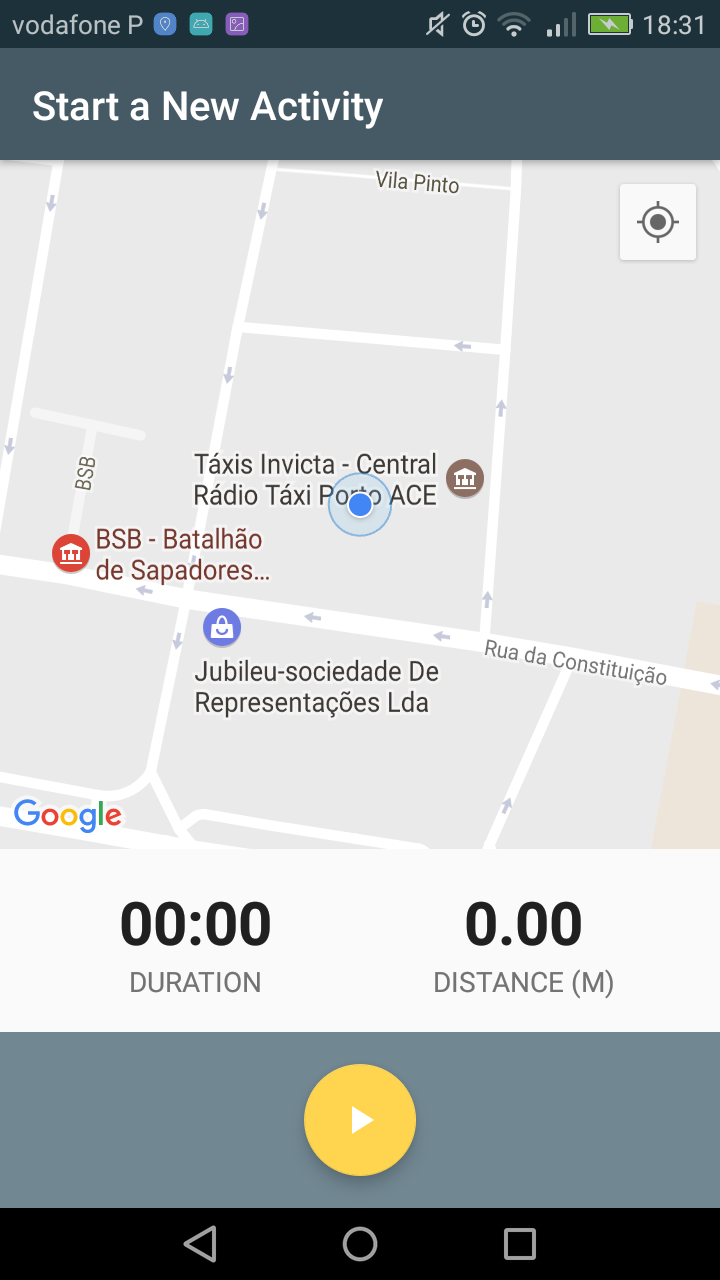 vodafone P 18:31
Start a New Activity
Vila Pinto
Táxis Invicta - Central
Rádio Táxi Porto ACE
BSB
BSB - Batalhão
de Sapadores...
Rua da Constituição
Jubileu-sociedade De
Representações Lda
Google
00:00 0.00
DURATION DISTANCE (M)